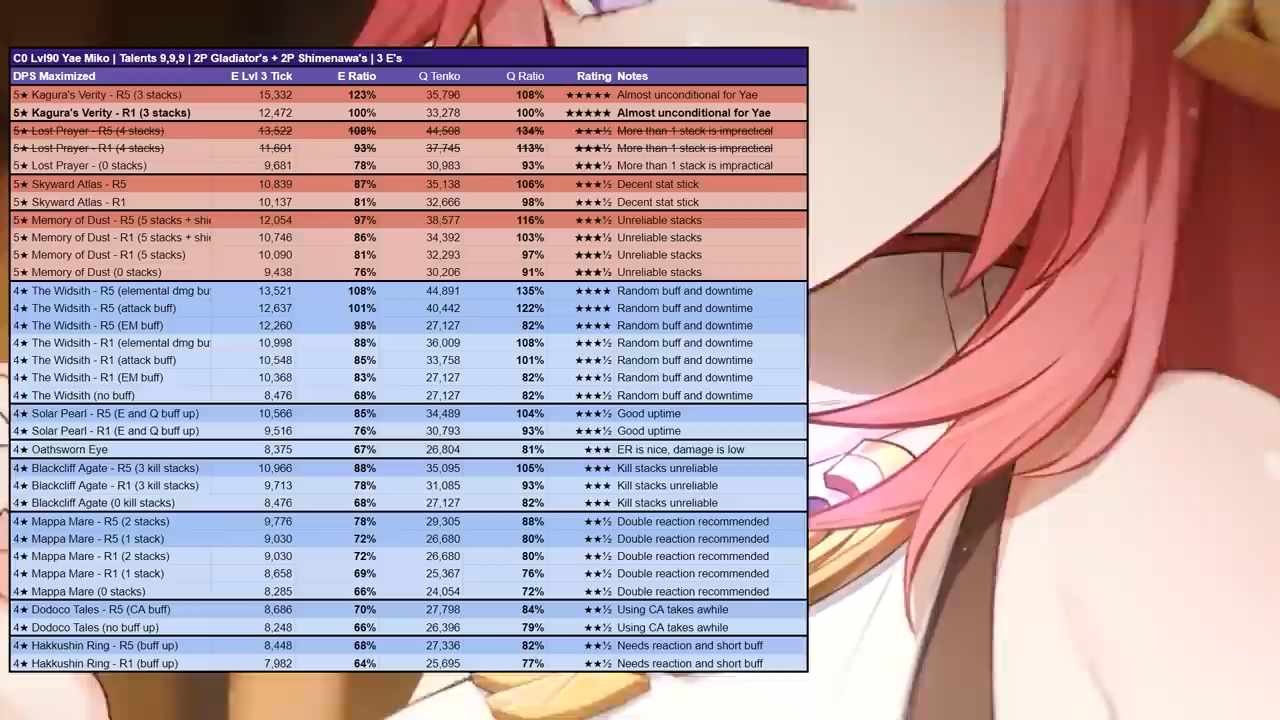 C0 Lvl90 Yae Miko | Talents 9,9,9 | 2P Gladiator's + 2P Shimenawa's | 3 E's
DPS Maximized E Lvl 3 Tick E Ratio Q Tenko Q Ratio Rating Notes
5★ Kagura's Verity - R5 (3 stacks) 15,332 123% 35,796 108% ★★★★★ Almost unconditional for Yae
5★ Kagura's Verity - R1 (3 stacks) 12,472 100% 33,278 100% ★★★★★ Almost unconditional for Yae
5★ Lost Prayer - R5 (4 stacks) 13,522 108% 44,508 134% ★★★½ More than 1 stack is impractical
5★ Lost Prayer - R1 (4 stacks) 11,601 93% 37,745 113% ★★★½ More than 1 stack is impractical
5★ Lost Prayer - (0 stacks) 9,681 78% 30,983 93% ★★★½ More than 1 stack is impractical
5★ Skyward Atlas - R5 10,839 87% 35,138 106% ★★★½ Decent stat stick
5★ Skyward Atlas - R1 10,137 81% 32,666 98% ★★★½ Decent stat stick
5★ Memory of Dust - R5 (5 stacks + shie 12,054 97% 38,577 116% ★★★½ Unreliable stacks
5★ Memory of Dust - R1 (5 stacks + shie 10,746 86% 34,392 103% ★★★½ Unreliable stacks
5★ Memory of Dust - R1 (5 stacks) 10,090 81% 32,293 97% ★★★½ Unreliable stacks
5★ Memory of Dust (0 stacks) 9,438 76% 30,206 91% ★★★½ Unreliable stacks
4★ The Widsith - R5 (elemental dmg buf 13,521 108% 44,891 135% ★★★★ Random buff and downtime
4★ The Widsith - R5 (attack buff) 12,637 101% 40,442 122% ★★★★ Random buff and downtime
4★ The Widsith - R5 (EM buff) 12,260 98% 27,127 82% ★★★★ Random buff and downtime
4★ The Widsith - R1 (elemental dmg buf 10,998 88% 36,009 108% ★★★½ Random buff and downtime
4★ The Widsith - R1 (attack buff) 10,548 85% 33,758 101% ★★★½ Random buff and downtime
4★ The Widsith - R1 (EM buff) 10,368 83% 27,127 82% ★★★½ Random buff and downtime
4★ The Widsith (no buff) 8,476 68% 27,127 82% ★★★½ Random buff and downtime
4★ Solar Pearl - R5 (E and Q buff up) 10,566 85% 34,489 104% ★★★½ Good uptime
4★ Solar Pearl - R1 (E and Q buff up) 9,516 76% 30,793 93% ★★★½ Good uptime
4★ Oathsworn Eye 8,375 67% 26,804 81% ★★★ ER is nice, damage is low
4★ Blackcliff Agate - R5 (3 kill stacks) 10,966 88% 35,095 105% ★★★ Kill stacks unreliable
4★ Blackcliff Agate - R1 (3 kill stacks) 9,713 78% 31,085 93% ★★★ Kill stacks unreliable
4★ Blackcliff Agate (0 kill stacks) 8,476 68% 27,127 82% ★★★ Kill stacks unreliable
4★ Mappa Mare - R5 (2 stacks) 9,776 78% 29,305 88% ★★½ Double reaction recommended
4★ Mappa Mare - R5 (1 stack) 9,030 72% 26,680 80% ★★½ Double reaction recommended
4★ Mappa Mare - R1 (2 stacks) 9,030 72% 26,680 80% ★★½ Double reaction recommended
4★ Mappa Mare - R1 (1 stack) 8,658 69% 25,367 76% ★★½ Double reaction recommended
4★ Mappa Mare (0 stacks) 8,285 66% 24,054 72% ★★½ Double reaction recommended
4★ Dodoco Tales - R5 (CA buff) 8,686 70% 27,798 84% ★★½ Using CA takes awhile
4★ Dodoco Tales (no buff up) 8,248 66% 26,396 79% ★★½ Using CA takes awhile
4★ Hakkushin Ring - R5 (buff up) 8,448 68% 27,336 82% ★★½ Needs reaction and short buff
4★ Hakkushin Ring - R1 (buff up) 7,982 64% 25,695 77% ★★½ Needs reaction and short buff